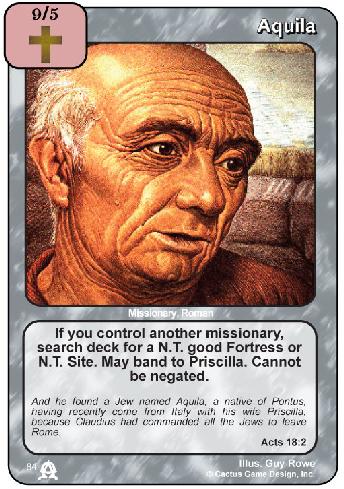 9/5
Aquila
Missionary, Roman
If you control another missionary,
search deck for a N.T. good Fortress or
N.T. Site. May band to Priscilla. Cannot
be negated.
And he found a Jew named Aquila, a native of Pontus,
having recently come from Italy with his wife Priscilla,
because Claudius had commanded all the Jews to leave
Rome.
Acts 18:2
84
Illus. Guy Rowe
© Cactus Game Design, Inc.